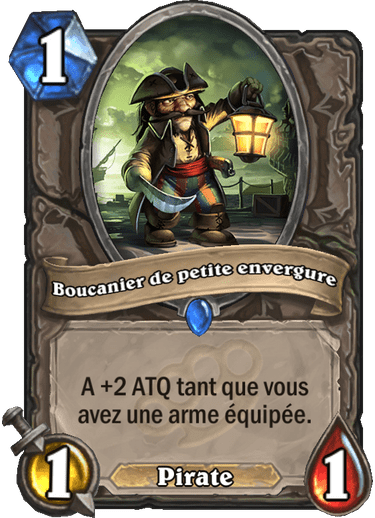 1
Boucanier de petite envergure
A +2 ATQ tant que vous
avez une arme équipée.
1
Pirate
1